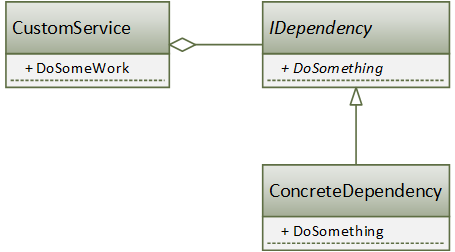 CustomService
+ DoSomeWork
IDependency
+ DoSomething
ConcreteDependency
+ DoSomething